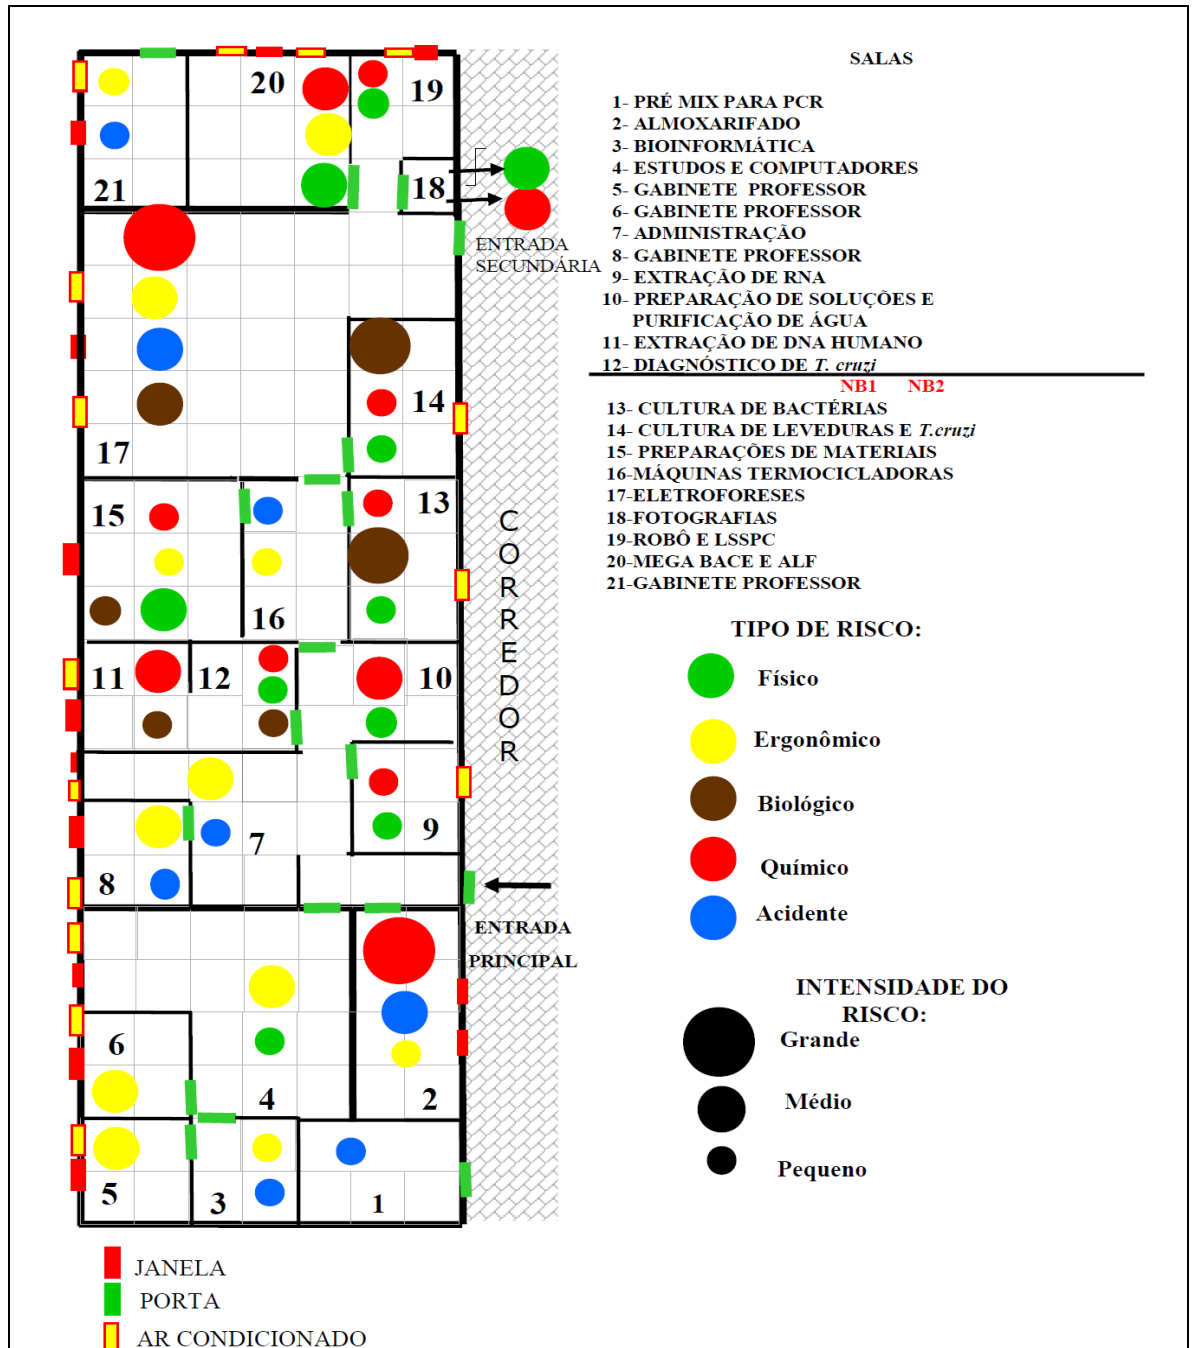 SALAS
1- PRÉ MIX PARA PCR
2- ALMOXARIFADO
3- BIOINFORMÁTICA
4- ESTUDOS E COMPUTADORES
5- GABINETE PROFESSOR
6- GABINETE PROFESSOR
7- ADMINISTRAÇÃO
8- GABINETE PROFESSOR
9- EXTRAÇÃO DE RNA
10- PREPARAÇÃO DE SOLUÇÕES E
PURIFICAÇÃO DE ÁGUA
11- EXTRAÇÃO DE DNA HUMANO
12- DIAGNÓSTICO DE T. cruzi
NB1 NB2
13- CULTURA DE BACTÉRIAS
14- CULTURA DE LEVEDURAS E T.cruzi
15- PREPARAÇÕES DE MATERIAIS
16-MÁQUINAS TERMOCICLADORAS
17-ELETROFORESES
18-FOTOGRAFIAS
19-ROBÔ E LSSPC
20-MEGA BACE E ALF
21-GABINETE PROFESSOR
TIPO DE RISCO:
Físico
Ergonômico
Biológico
Químico
Acidente
INTENSIDADE DO
RISCO:
Grande
Médio
Pequeno
20
19
21
18
ENTRADA
SECUNDÁRIA
14
17
15
13
16
CORREDOR
11
12
10
9
7
8
ENTRADA
PRINCIPAL
6
4
2
5
3
1
JANELA
PORTA
AR CONDICIONADO